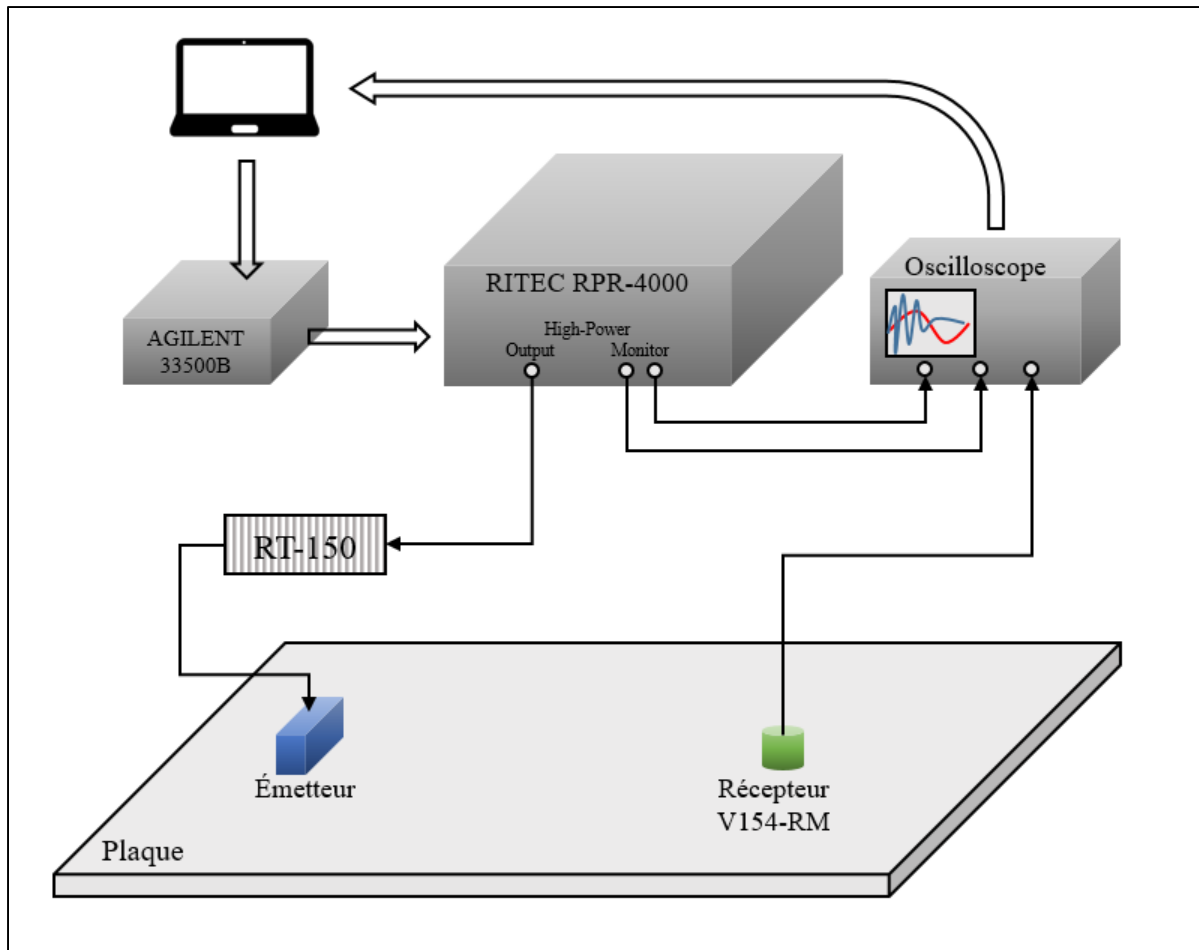 Oscilloscope
RITEC RPR-4000
High-Power
Output
Monitor
AGILENT
33500B
RT-150
Émetteur
Récepteur
V154-RM
Plaque